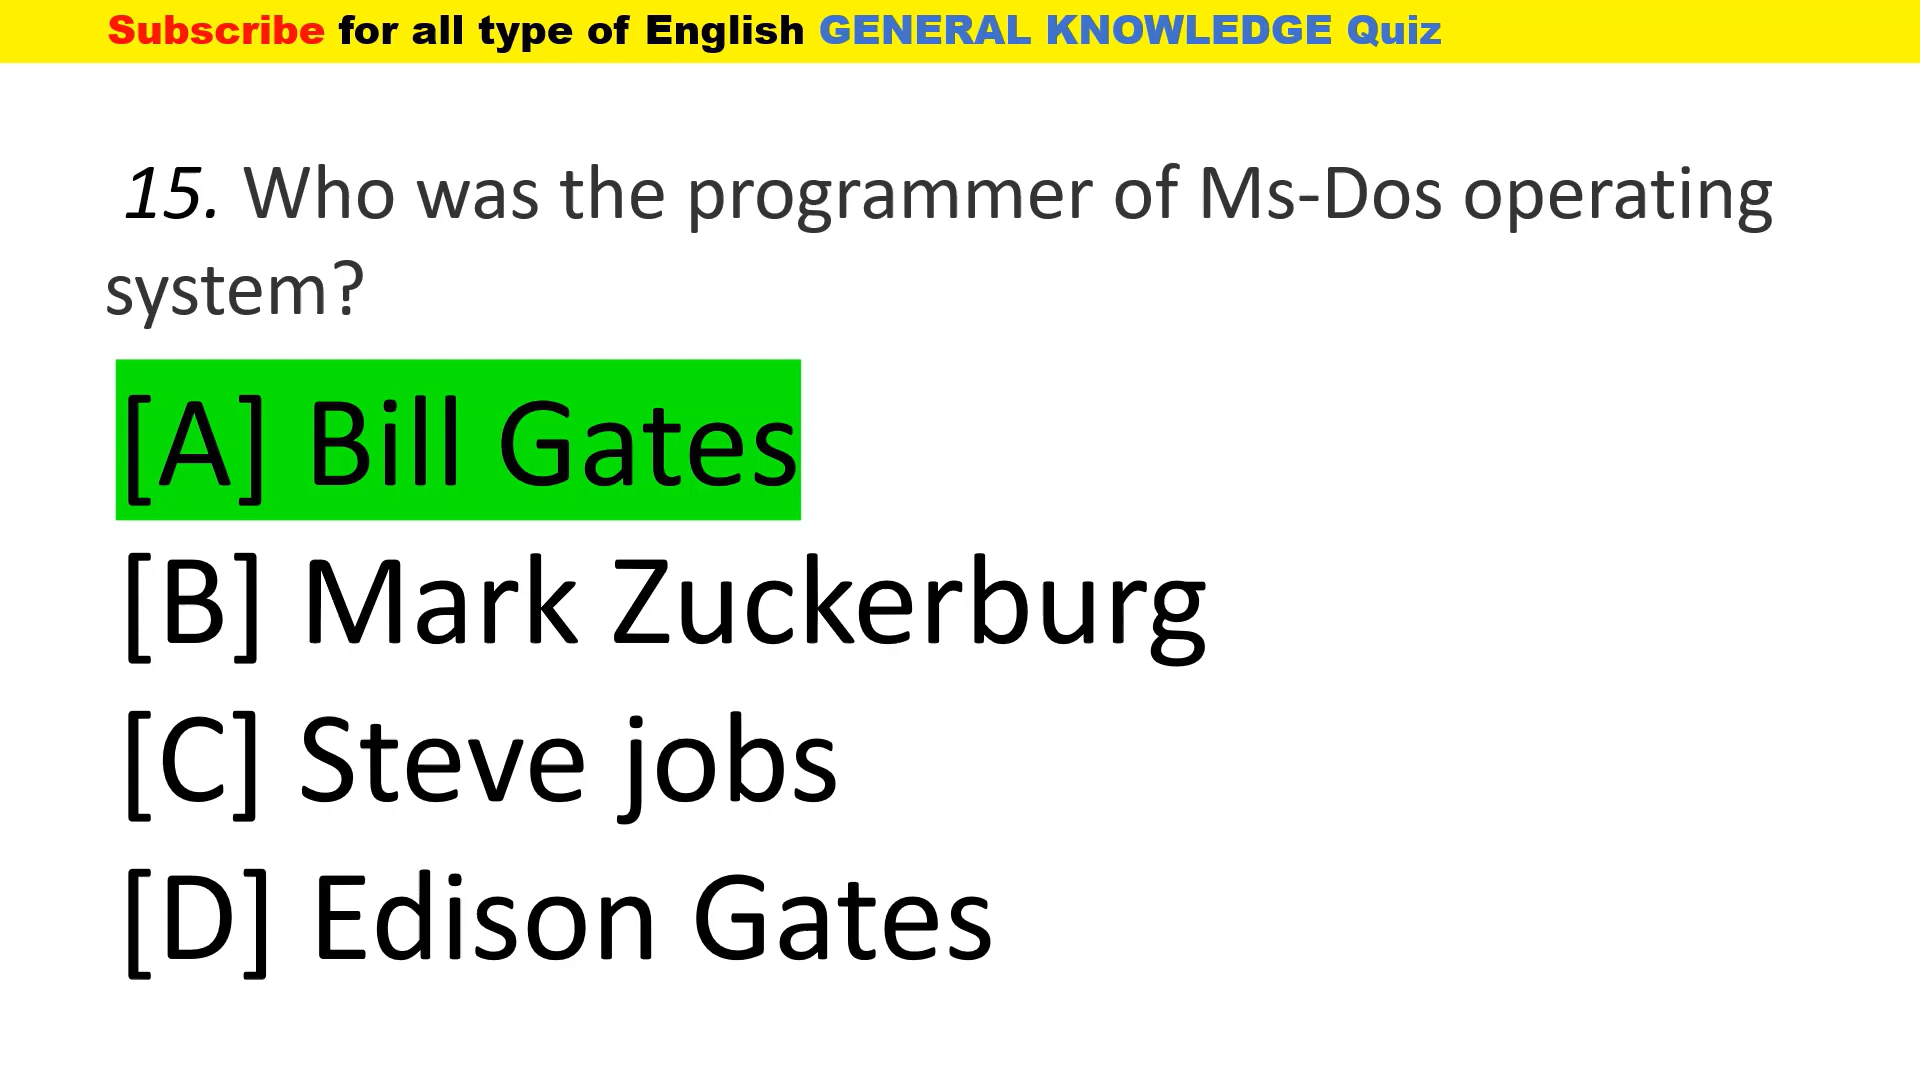 Subscribe for all type of English GENERAL KNOWLEDGE Quiz
15. Who was the programmer of Ms-Dos operating
system?
[A] Bill Gates
[B] Mark Zuckerburg
[C] Steve jobs
[D] Edison Gates